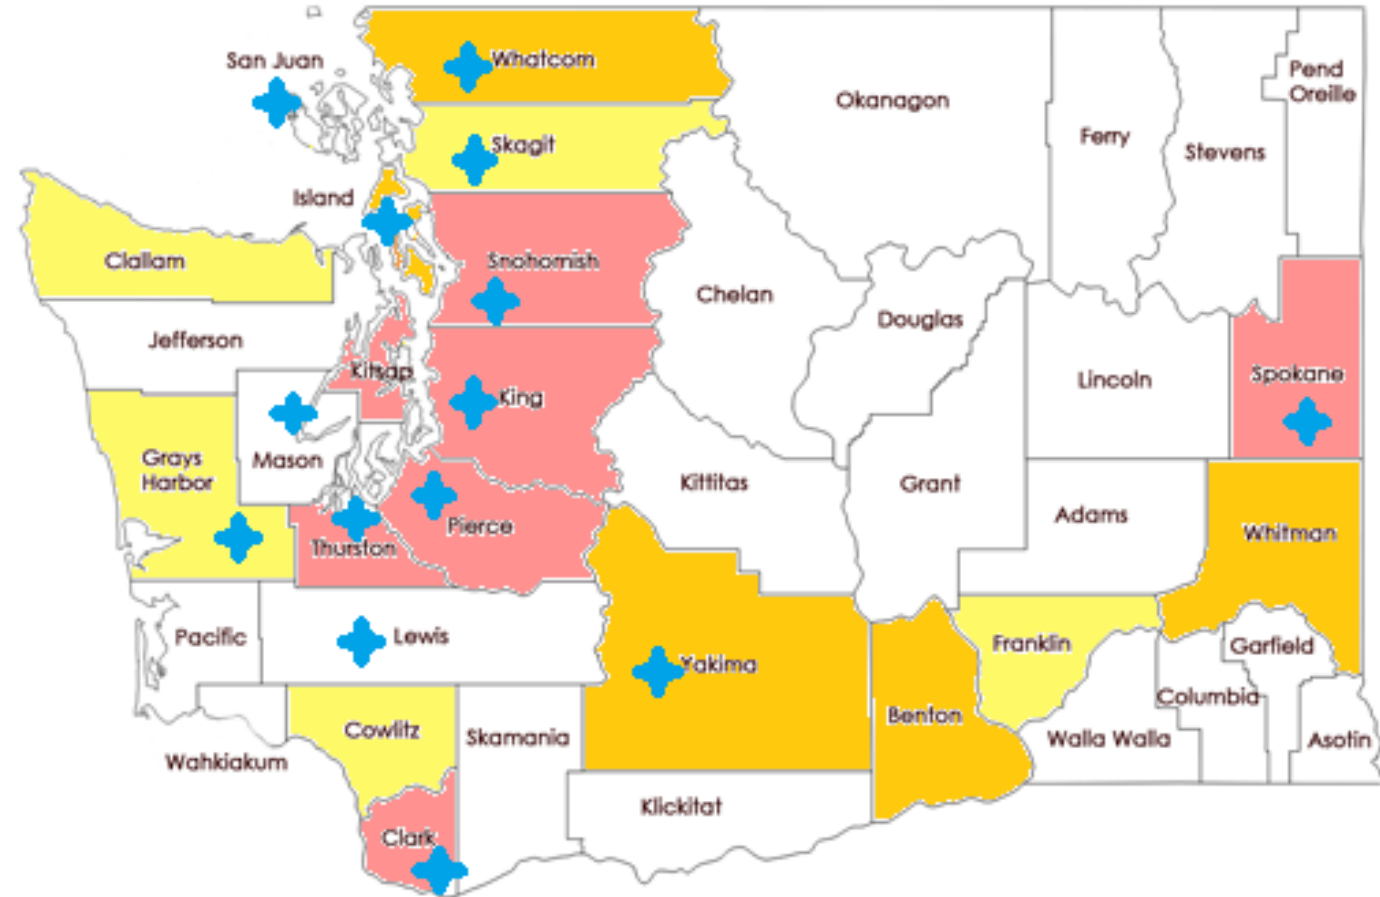 San Juan
Whatcom
Okanagon
Ferry
Stevens
Pend
Oreille
Skagit
Island
Clallam
Snohomish
Chelan
Douglas
Jefferson
Kitsap
King
Lincoln
Spokane
Grays
Harbor
Mason
Kittitas
Grant
Adams
Whitman
Pierce
Thurston
Pacific
Lewis
Yakima
Franklin
Garfield
Columbia
Benton
Cowlitz
Skamania
Walla Walla
Asotin
Wahkiakum
Klickitat
Clark